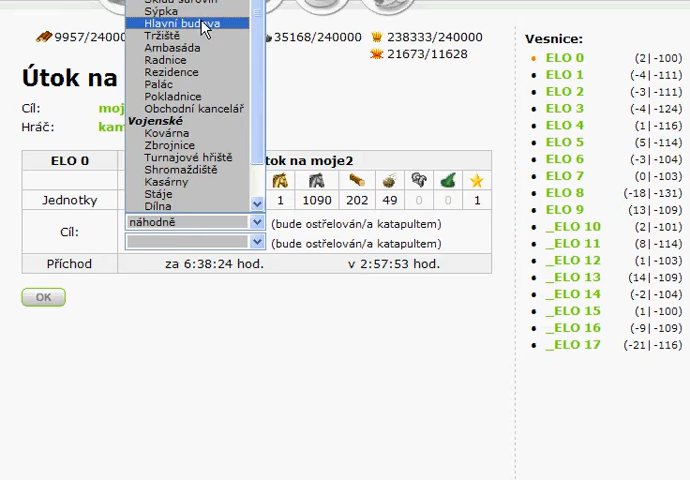 Sklad surovin
9957/24000
35168/240000
238333/240000
21673/11628
Sýpka
Hlavní budova
Tržiště
Ambasáda
Radnice
Rezidence
Palác
Pokladnice
Obchodní kancelář
Vojenské
Kovárna
Zbrojnice
Turnajové hřiště
Shromaždiště
Kasárny
Stáje
Dílna
Útok na
Cíl: moj
Hráč: kam
ELO 0 tok na moje2
Jednotky 1 1090 202 49 0 0 1
Cíl: náhodně (bude ostřelován/a katapultem)
(bude ostřelován/a katapultem)
Příchod za 6:38:24 hod. v 2:57:53 hod.
OK
Vesnice:
ELO 0 (2|-100)
ELO 1 (-4|-111)
ELO 2 (-3|-111)
ELO 3 (-4|-124)
ELO 4 (1|-116)
ELO 5 (5|-114)
ELO 6 (-3|-104)
ELO 7 (0|-103)
ELO 8 (-18|-131)
ELO 9 (13|-109)
_ELO 10 (2|-101)
_ELO 11 (8|-114)
_ELO 12 (1|-103)
_ELO 13 (14|-109)
_ELO 14 (-2|-104)
_ELO 15 (1|-100)
_ELO 16 (-9|-109)
_ELO 17 (-21|-116)